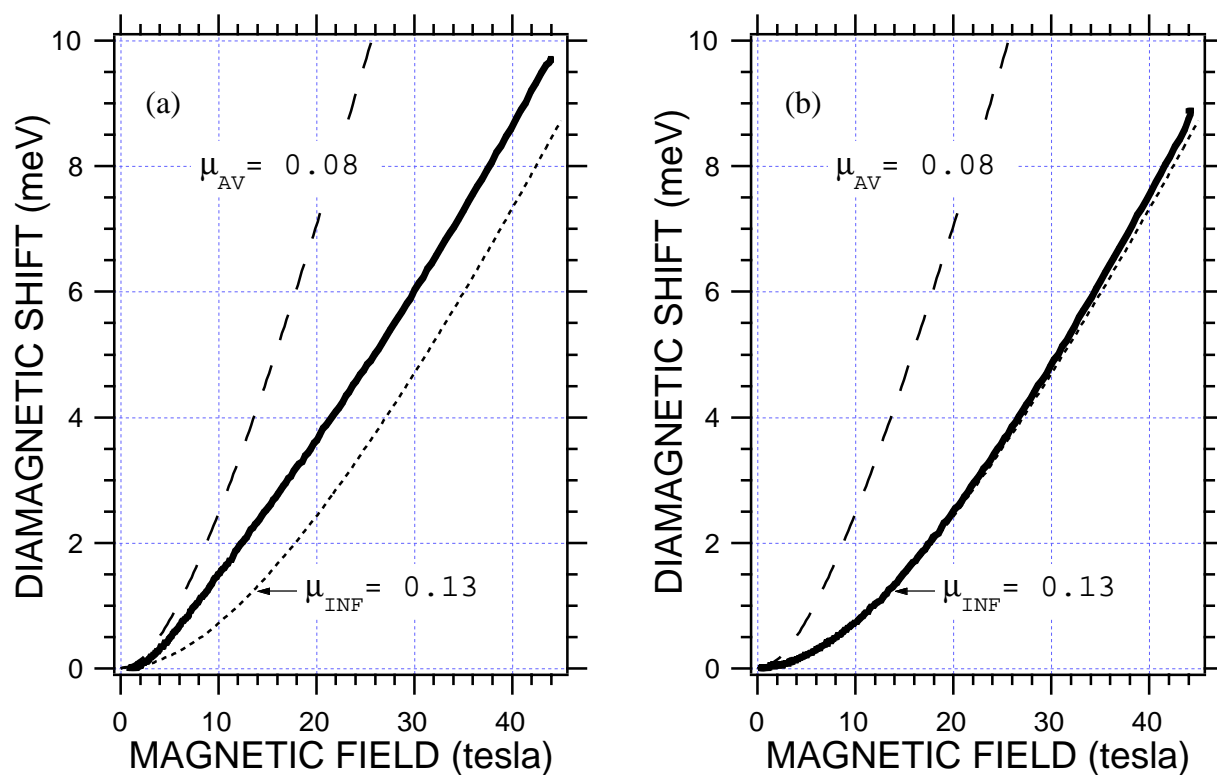 10
8
6
4
2
0
DIAMAGNETIC SHIFT (meV)
(a)
μAV= 0.08
μINF= 0.13
0 10 20 30 40
MAGNETIC FIELD (tesla)
10
8
6
4
2
0
DIAMAGNETIC SHIFT (meV)
(b)
μAV= 0.08
μINF= 0.13
0 10 20 30 40
MAGNETIC FIELD (tesla)